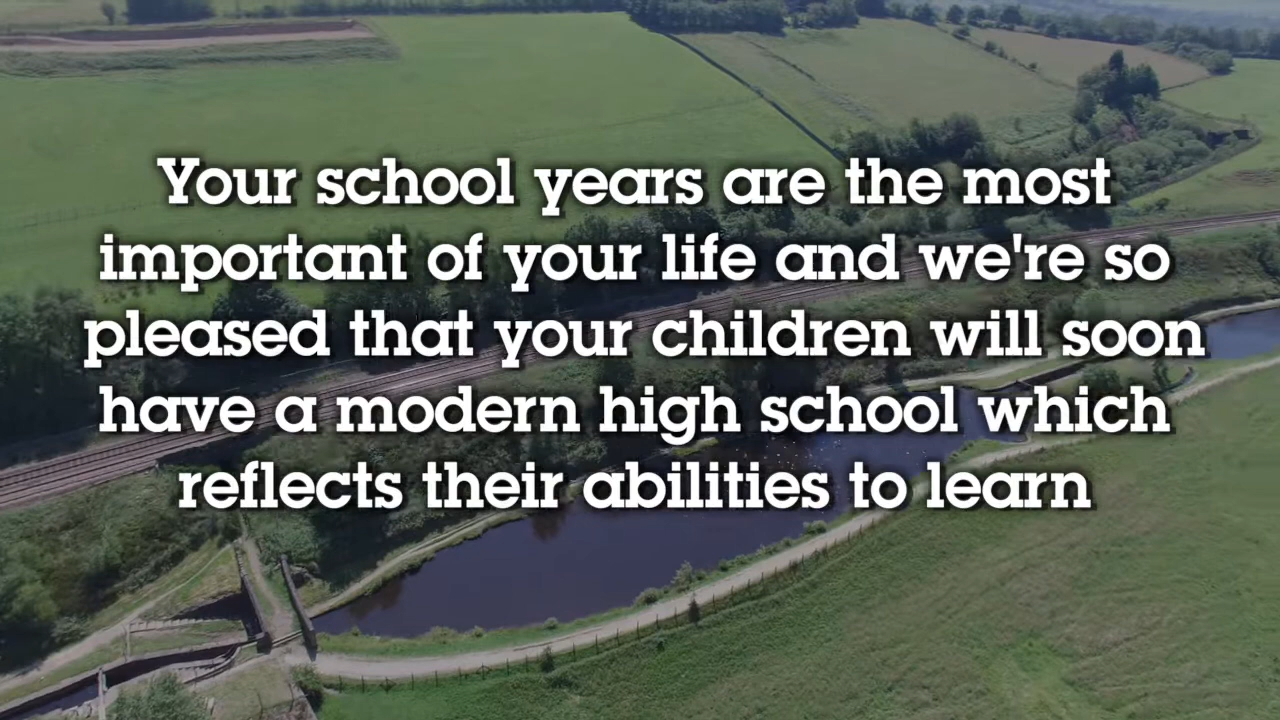 Your school years are the most
important of your life and we're so
pleased that your children will soon
have a modern high school which
reflects their abilities to learn